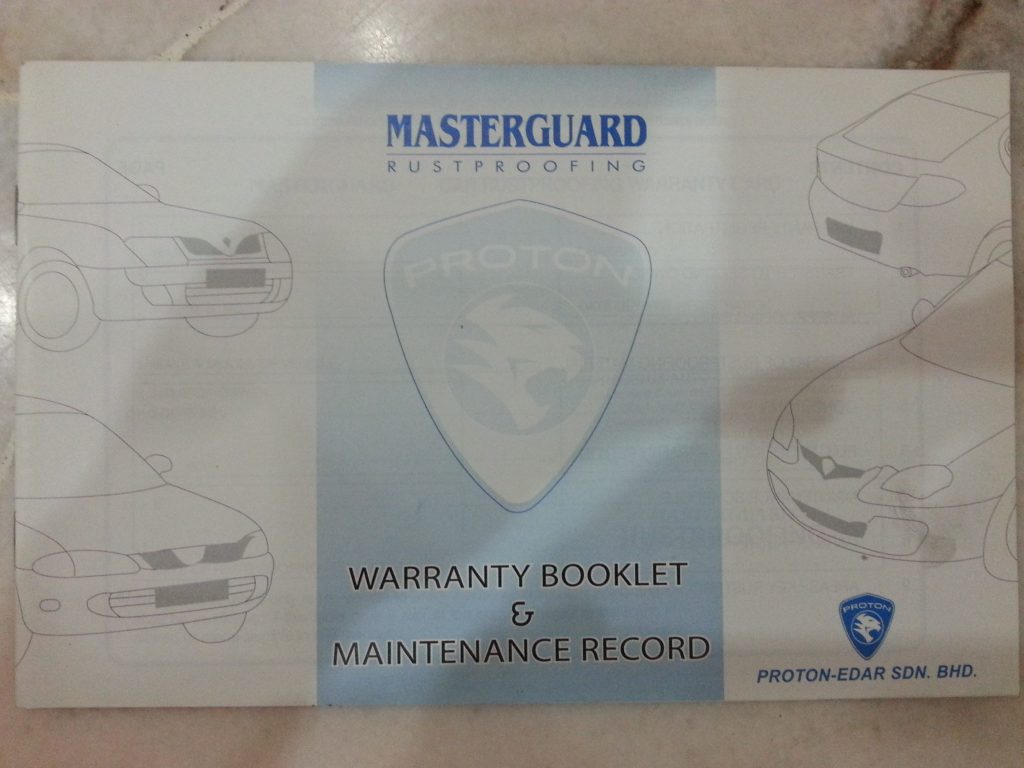 MASTERGUARD
RUSTPROOFING
PROTON
WARRANTY BOOKLET
&
MAINTENANCE RECORD
PROTON
PROTON-EDAR SDN. BHD.